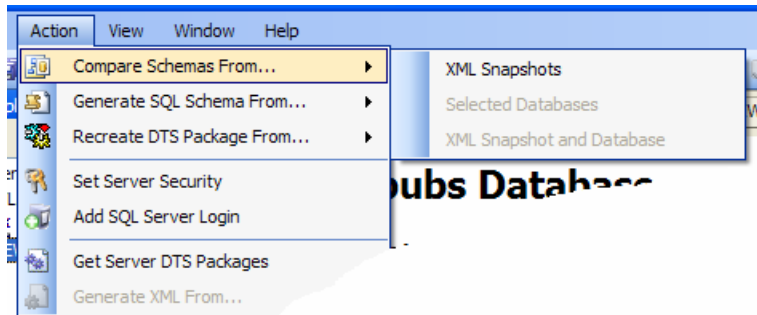 Action View Window Help
Compare Schemas From...
XML Snapshots
Generate SQL Schema From...
Selected Databases
Recreate DTS Package From...
XML Snapshot and Database
Set Server Security
pubs Database
Add SQL Server Login
Get Server DTS Packages
Generate XML From...